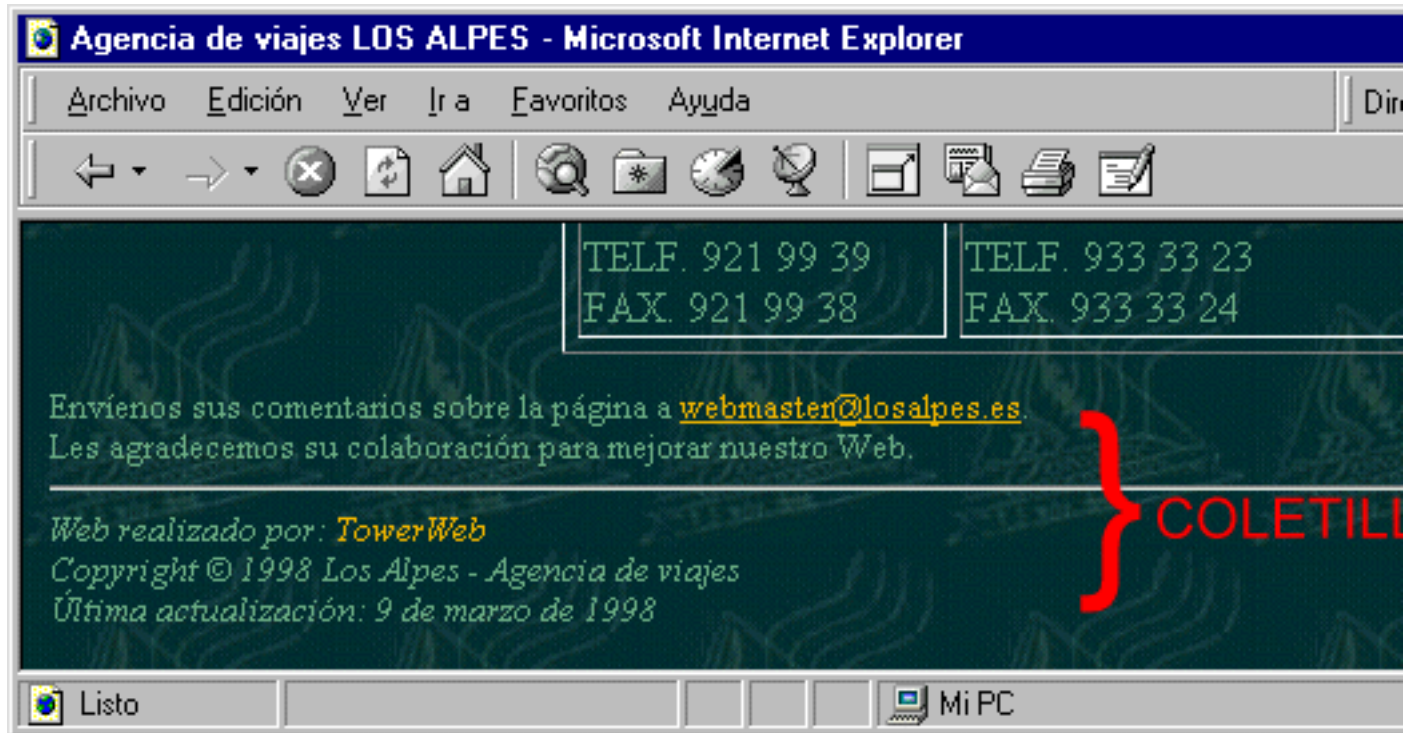 Agencia de viajes LOS ALPES - Microsoft Internet Explorer
Archivo Edición Ver Ir a Favoritos Ayuda
TELF. 921 99 39 TELF. 933 33 23
FAX. 921 99 38 FAX. 933 33 24
Envíenos sus comentarios sobre la página a webmaster@losalpes.es.
Les agradecemos su colaboración para mejorar nuestro Web.
COLETILL
Web realizado por: TowerWeb
Copyright © 1998 Los Alpes - Agencia de viajes
Última actualización: 9 de marzo de 1998
Listo Mi PC